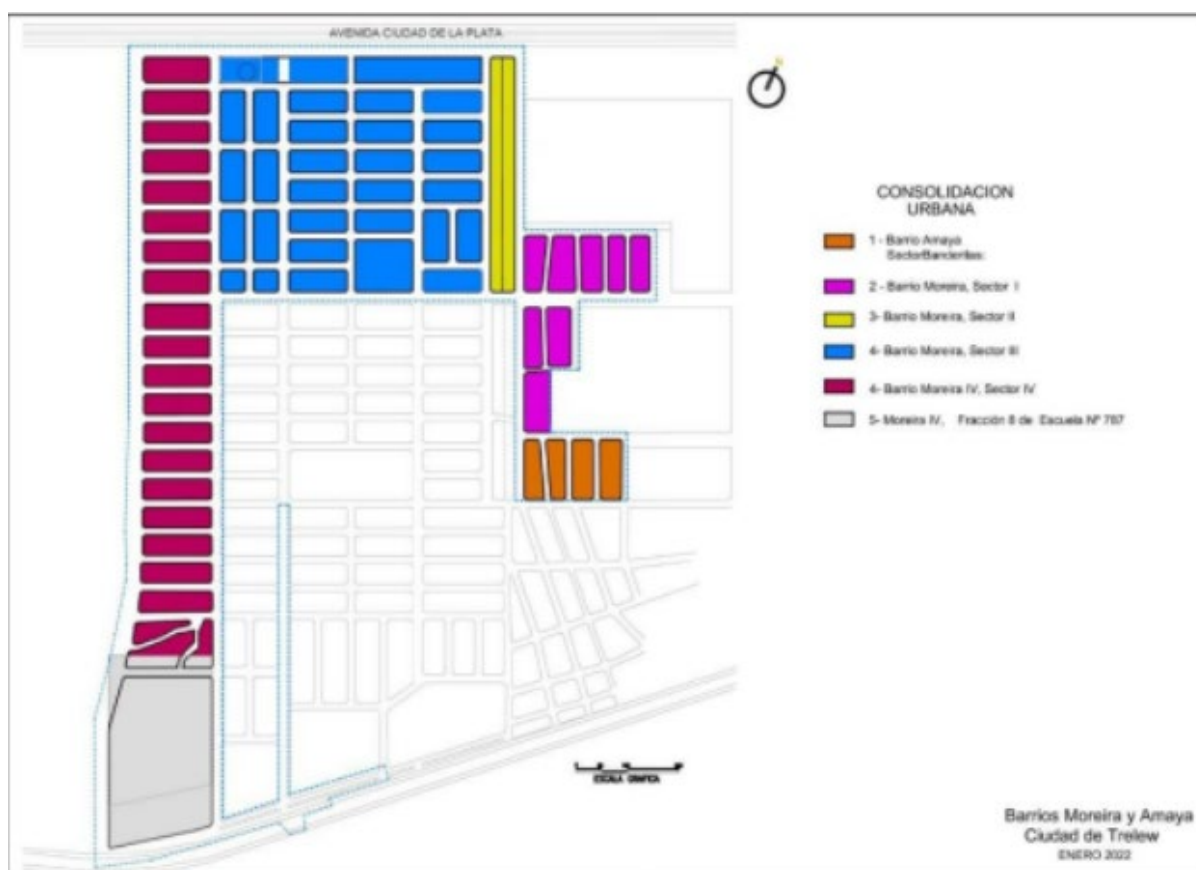 AVENIDA CIUDAD DE LA PLATA
N
CONSOLIDACION
URBANA
1 - Barrio Amaya
SectorBanderitas:
2 - Barrio Moreira, Sector I
3- Barrio Moreira, Sector II
4- Barrio Moreira, Sector III
4- Barrio Moreira IV, Sector IV
5- Moreira IV, Fracción 8 de Escuela Nº 787
ESCALA GRAFICA
Barrios Moreira y Amaya
Ciudad de Trelew
ENERO 2022